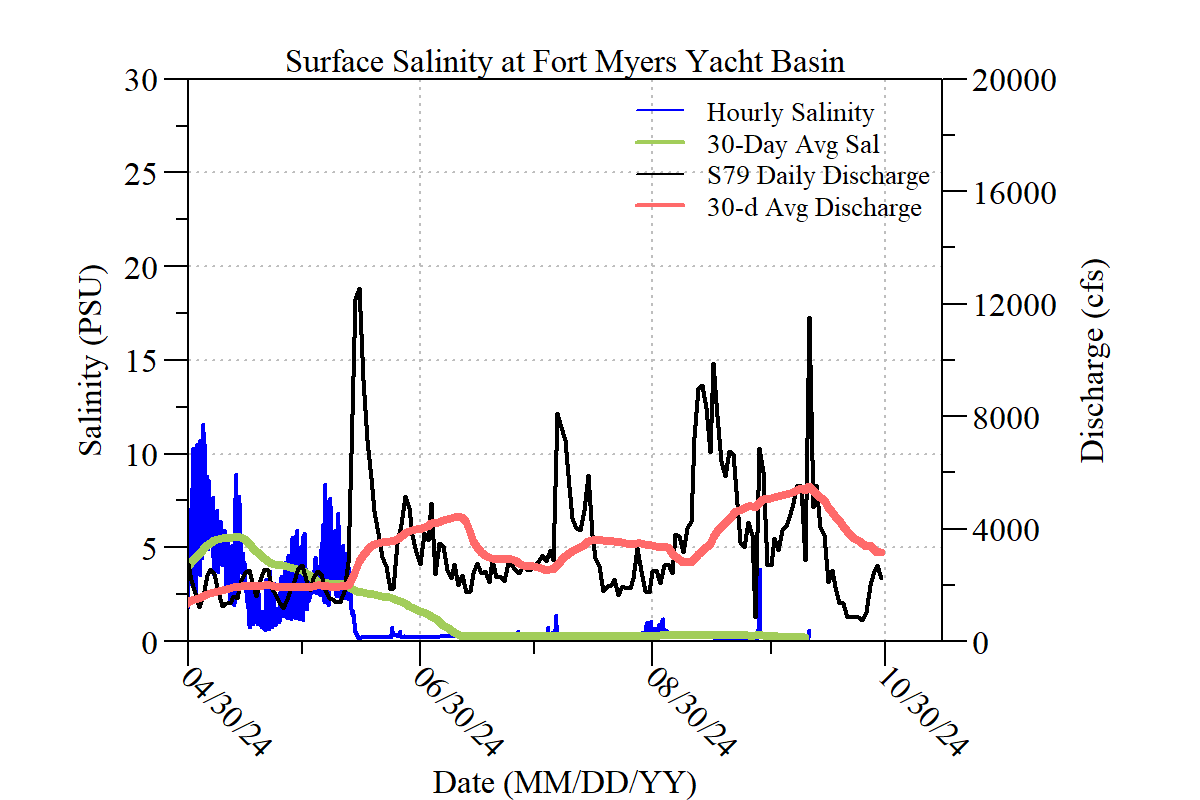 Surface Salinity at Fort Myers Yacht Basin
30
25
20
15
10
5
0
Salinity (PSU)
Hourly Salinity
30-Day Avg Sal
S79 Daily Discharge
30-d Avg Discharge
20000
16000
12000
8000
4000
0
Discharge (cfs)
04/30/24
06/30/24
08/30/24
10/30/24
Date (MM/DD/YY)